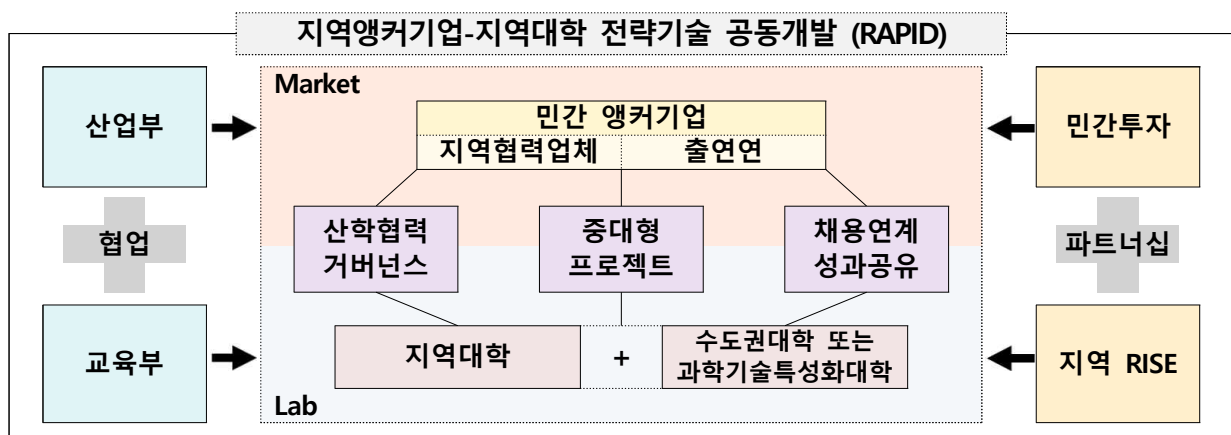 지역앵커기업-지역대학 전략기술 공동개발 (RAPID)
산업부
협업
교육부
Market
민간 앵커기업
지역협력업체
출연연
산학협력
거버넌스
중대형
프로젝트
채용연계
성과공유
지역대학
+
수도권대학 또는
과학기술특성화대학
Lab
민간투자
파트너십
지역 RISE